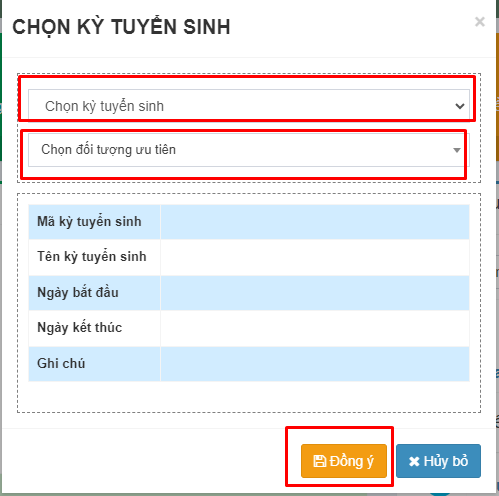 CHỌN KỲ TUYỂN SINH
×
Chọn kỳ tuyển sinh
Chọn đối tượng ưu tiên
Mã kỳ tuyển sinh
Tên kỳ tuyển sinh
Ngày bắt đầu
Ngày kết thúc
Ghi chú
Đồng ý
Hủy bỏ